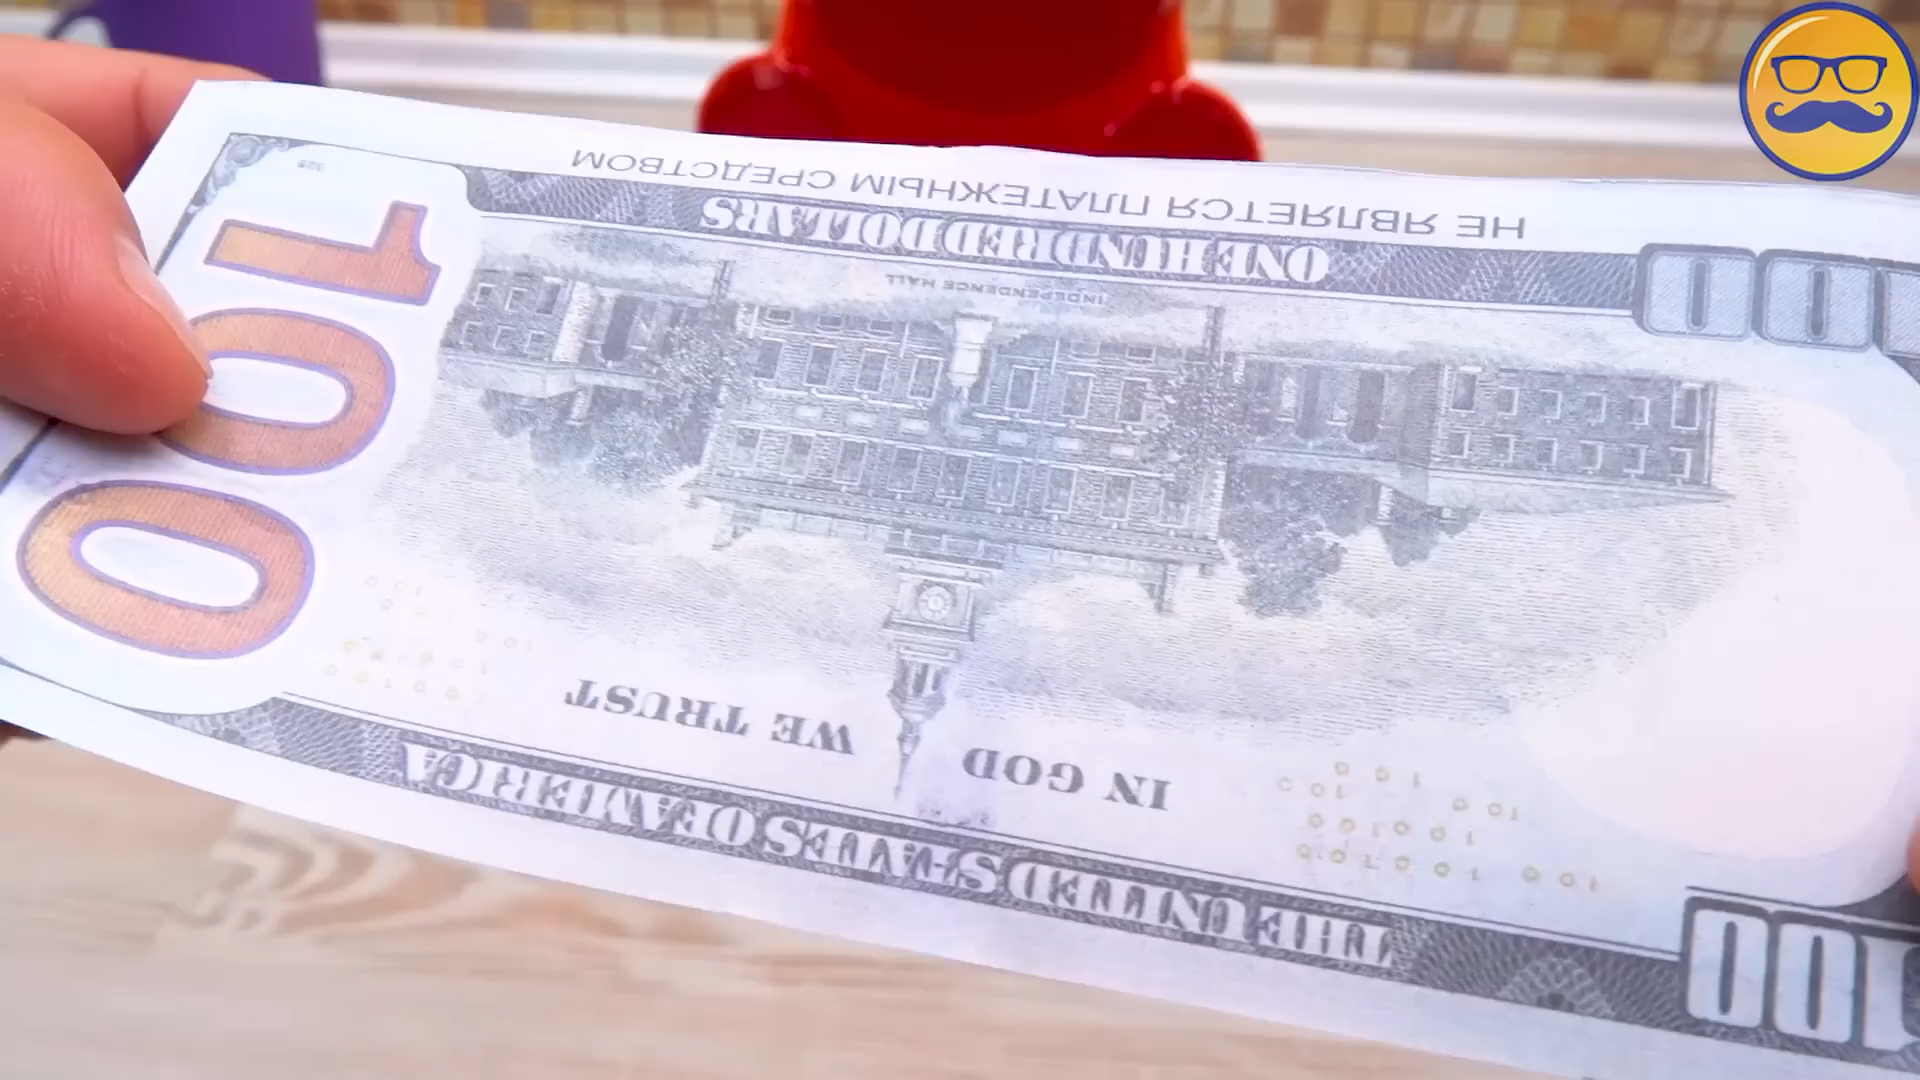 НЕ ЯВЛЯЕТСЯ ПЛАТЕЖНЫМ СРЕДСТВОМ
ONE HUNDRED DOLLARS
INDEPENDENCE HALL
100
100
IN GOD WE TRUST
THE UNITED STATES OF AMERICA
100